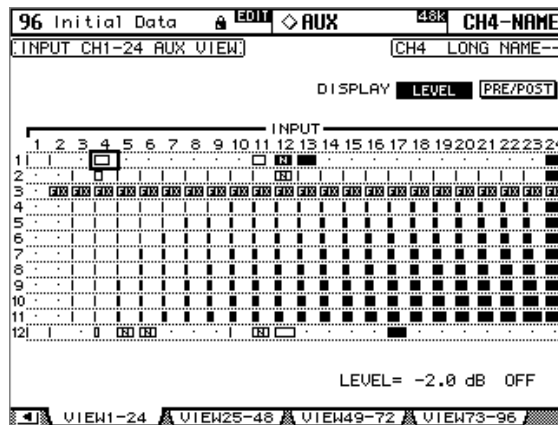 96 Initial Data EDIT AUX 48K CH4-NAME
INPUT CH1-24 AUX VIEW CH4 LONG NAME--
DISPLAY LEVEL PRE/POST
INPUT
1 2 3 4 5 6 7 8 9 10 11 12 13 14 15 16 17 18 19 20 21 22 23 24
1 N
2 N
3 FIX FIX FIX FIX FIX FIX FIX FIX FIX FIX FIX FIX FIX FIX FIX FIX FIX FIX FIX FIX FIX FIX FIX
4
5
6
7
8
9
10
11
12 N N N
LEVEL= -2.0 dB OFF
VIEW1-24 VIEW25-48 VIEW49-72 VIEW73-96